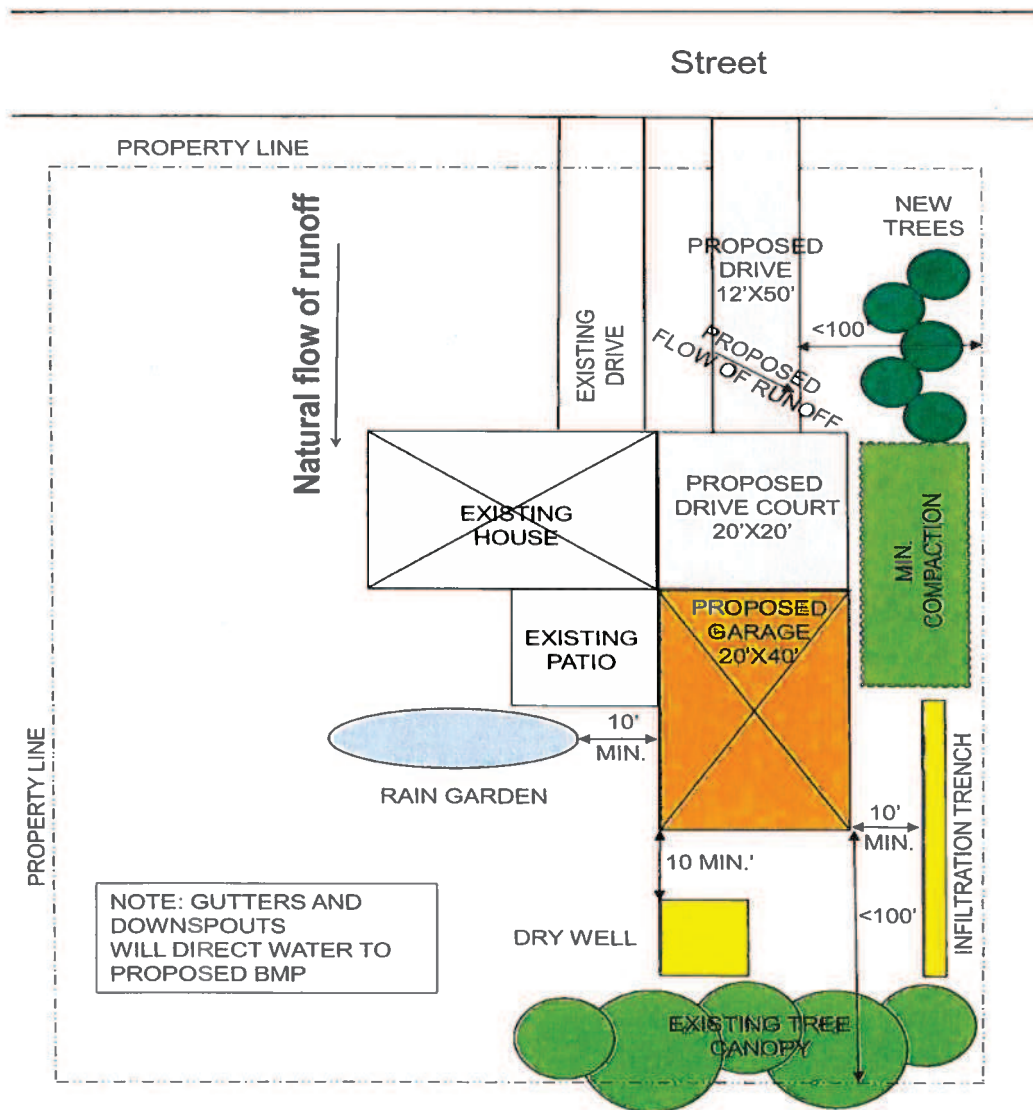 Street
PROPERTY LINE
Natural flow of runoff
NEW
TREES
PROPOSED
DRIVE
12'X50'
<100'
EXISTING
DRIVE
PROPOSED
FLOW OF RUNOFF
EXISTING
HOUSE
PROPOSED
DRIVE COURT
20'X20'
MIN.
COMPACTION
EXISTING
PATIO
PROPOSED
GARAGE
20'X40'
10'
MIN.
RAIN GARDEN
PROPERTY LINE
10'
MIN.
INFILTRATION TRENCH
10 MIN.'
<100'
NOTE: GUTTERS AND
DOWNSPOUTS
WILL DIRECT WATER TO
PROPOSED BMP
DRY WELL
EXISTING TREE
CANOPY